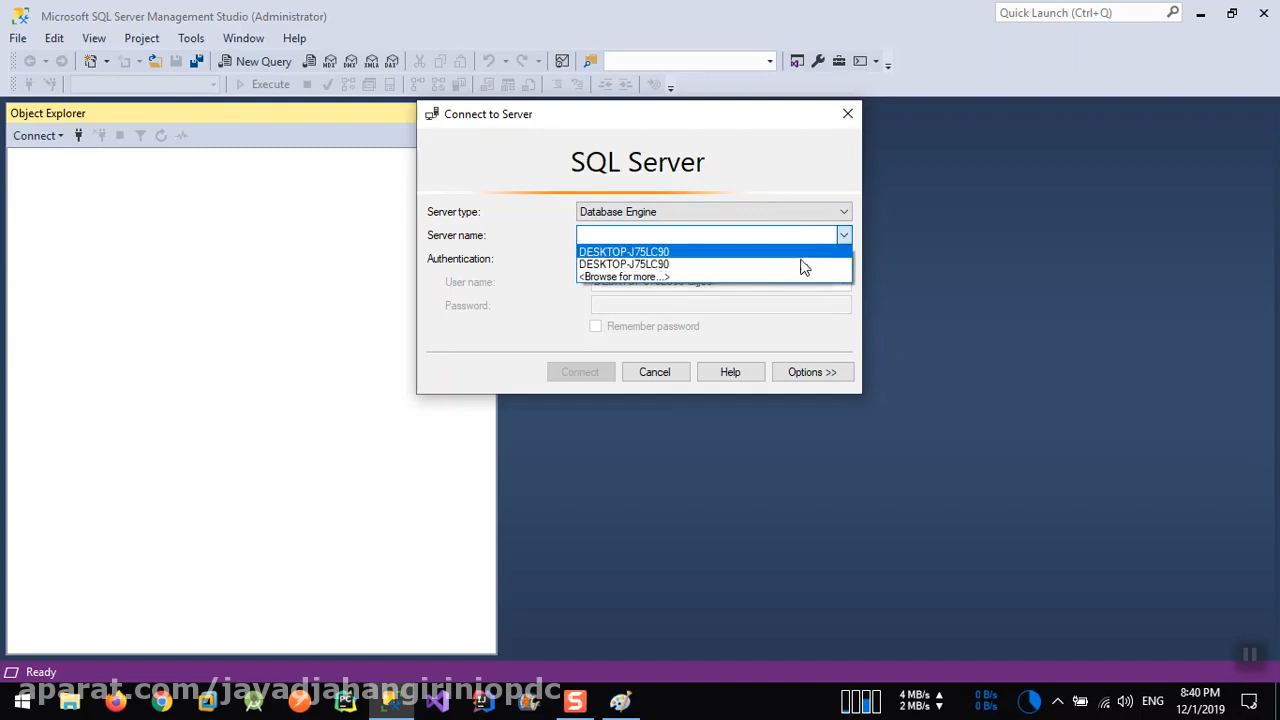 Microsoft SQL Server Management Studio (Administrator)
Quick Launch (Ctrl+Q)
File Edit View Project Tools Window Help
New Query
Execute
Object Explorer
Connect
Connect to Server
SQL Server
Server type: Database Engine
Server name:
DESKTOP-J75LC90
Authentication:
DESKTOP-J75LC90
<Browse for more...>
User name:
Password:
Remember password
Connect Cancel Help Options >>
Ready
aparat.com/jayadjahangirinjopdc
4 MB/s 0 B/s
2 MB/s 0 B/s
ENG
8:40 PM
12/1/2019